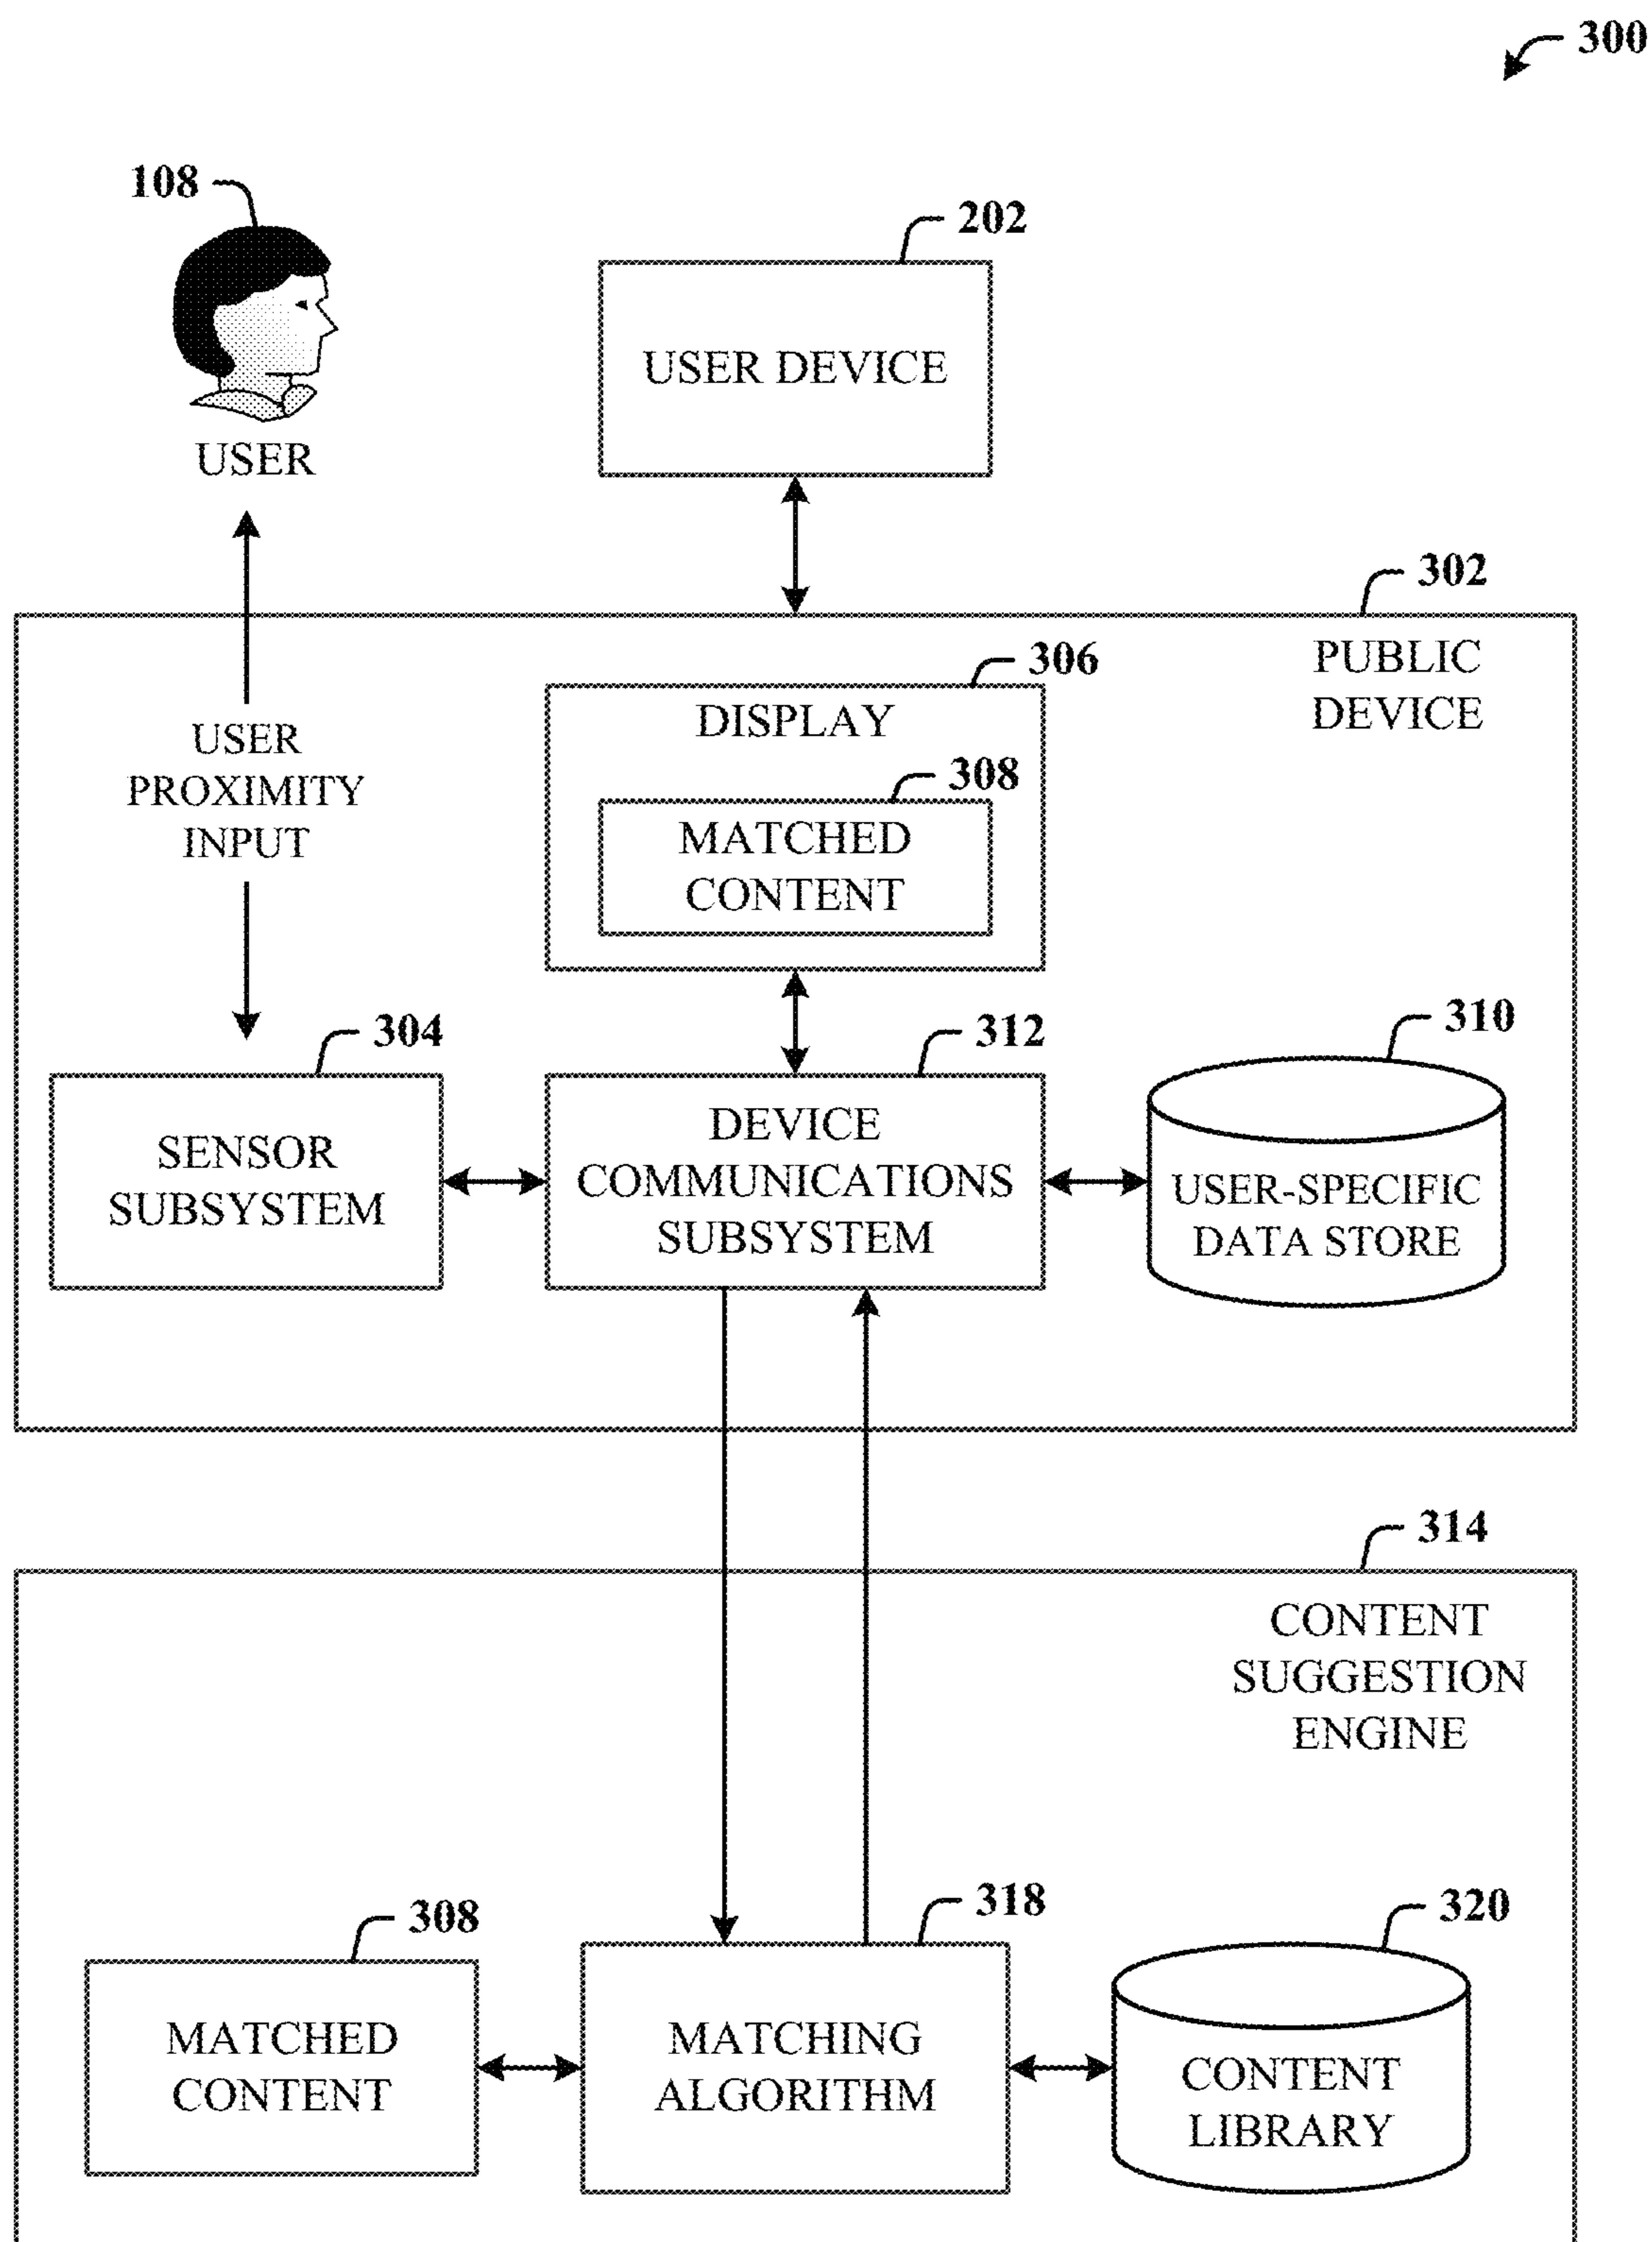 300
108
202
USER DEVICE
USER
302
PUBLIC
DEVICE
306
DISPLAY
308
MATCHED
CONTENT
USER
PROXIMITY
INPUT
304
SENSOR
SUBSYSTEM
312
DEVICE
COMMUNICATIONS
SUBSYSTEM
310
USER-SPECIFIC
DATA STORE
314
CONTENT
SUGGESTION
ENGINE
308
MATCHED
CONTENT
318
MATCHING
ALGORITHM
320
CONTENT
LIBRARY